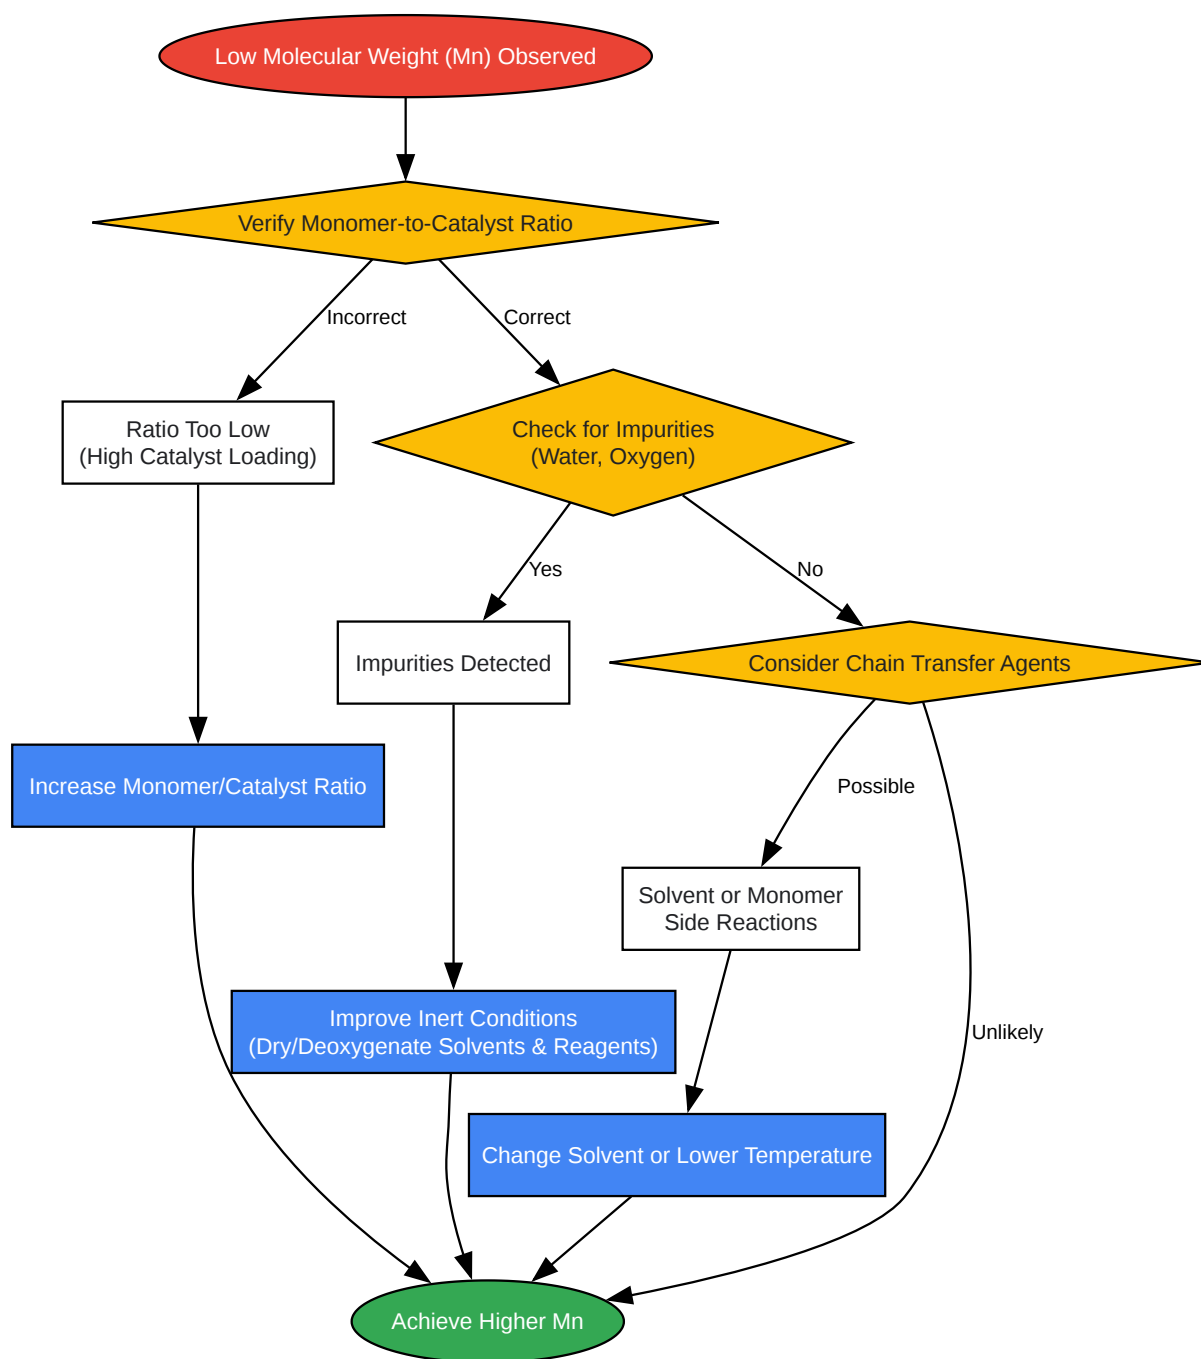 Low Molecular Weight (Mn) Observed
Verify Monomer-to-Catalyst Ratio
Incorrect
Correct
Ratio Too Low
(High Catalyst Loading)
Check for Impurities
(Water, Oxygen)
Yes
No
Impurities Detected
Consider Chain Transfer Agents
Increase Monomer/Catalyst Ratio
Possible
Solvent or Monomer
Side Reactions
Improve Inert Conditions
(Dry/Deoxygenate Solvents & Reagents)
Unlikely
Change Solvent or Lower Temperature
Achieve Higher Mn